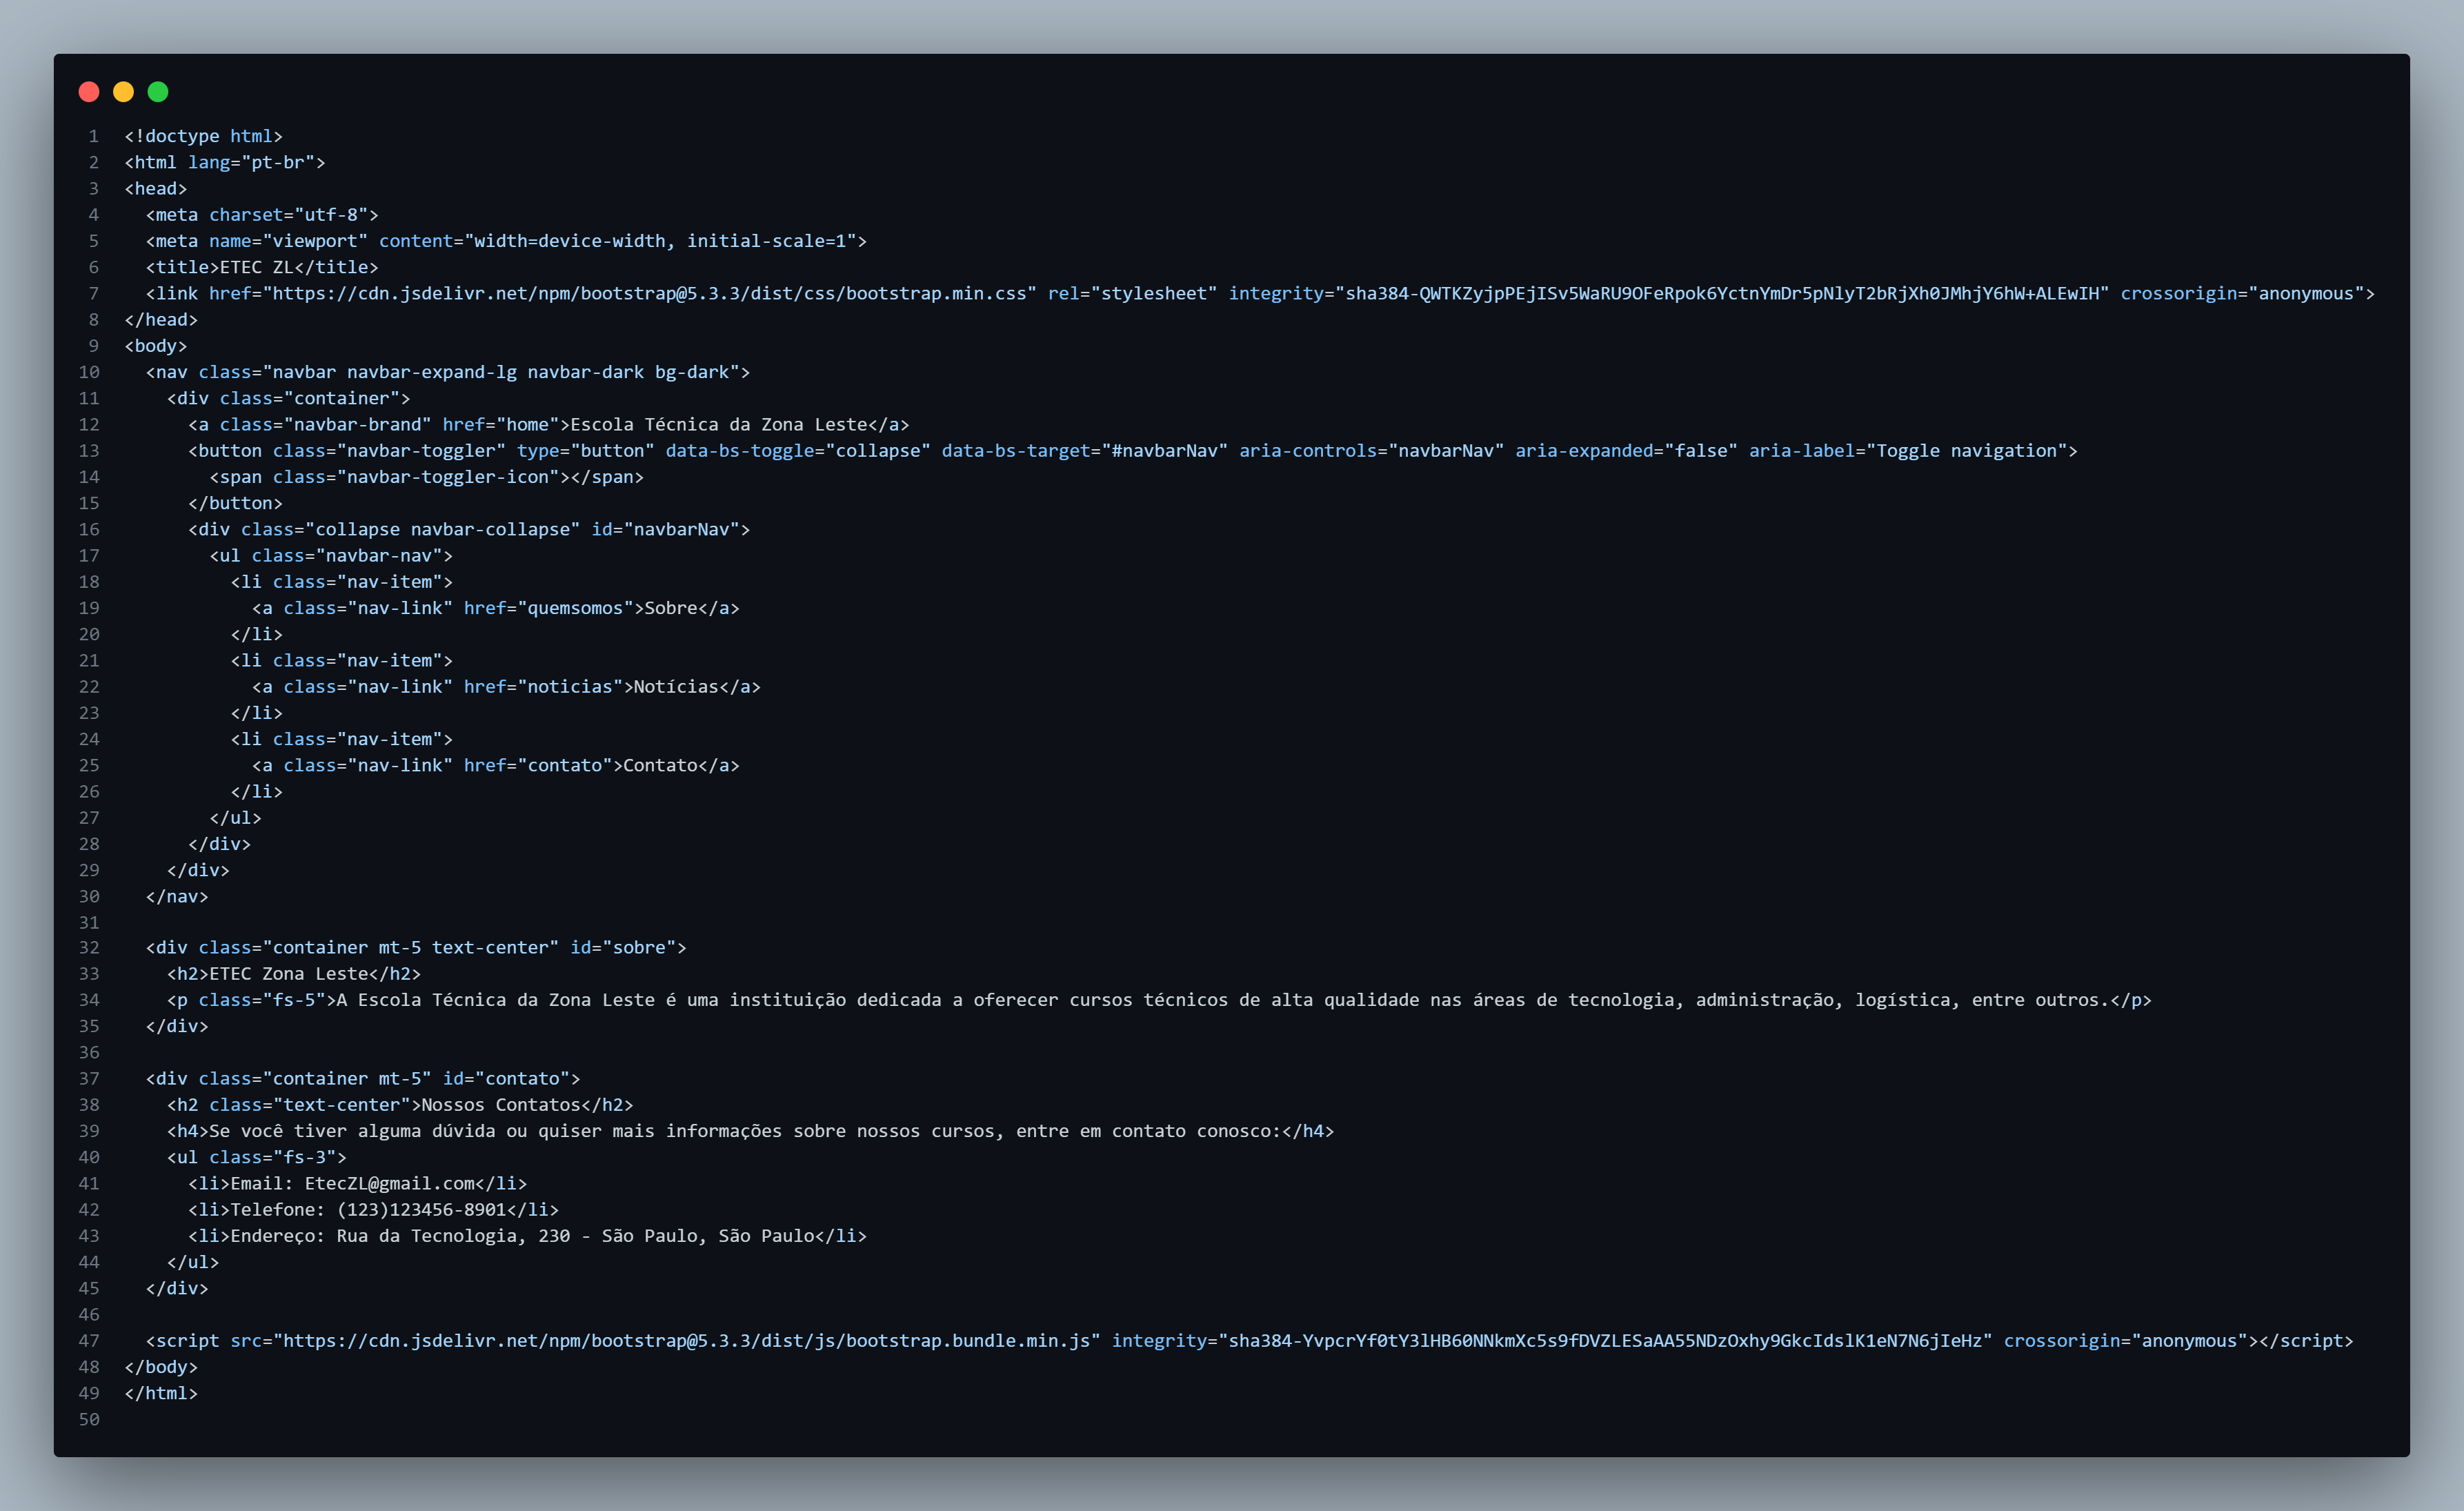 1 <!doctype html>
2 <html lang="pt-br">
3 <head>
4   <meta charset="utf-8">
5   <meta name="viewport" content="width=device-width, initial-scale=1">
6   <title>ETEC ZL</title>
7   <link href="https://cdn.jsdelivr.net/npm/bootstrap@5.3.3/dist/css/bootstrap.min.css" rel="stylesheet" integrity="sha384-QWTKZyjpPEjISv5WaRU9OFeRpok6YctnYmDr5pNlyT2bRjXh0JMhjY6hW+ALEwIH" crossorigin="anonymous">
8 </head>
9 <body>
10   <nav class="navbar navbar-expand-lg navbar-dark bg-dark">
11     <div class="container">
12       <a class="navbar-brand" href="home">Escola Técnica da Zona Leste</a>
13       <button class="navbar-toggler" type="button" data-bs-toggle="collapse" data-bs-target="#navbarNav" aria-controls="navbarNav" aria-expanded="false" aria-label="Toggle navigation">
14         <span class="navbar-toggler-icon"></span>
15       </button>
16       <div class="collapse navbar-collapse" id="navbarNav">
17         <ul class="navbar-nav">
18           <li class="nav-item">
19             <a class="nav-link" href="quemsomos">Sobre</a>
20           </li>
21           <li class="nav-item">
22             <a class="nav-link" href="noticias">Notícias</a>
23           </li>
24           <li class="nav-item">
25             <a class="nav-link" href="contato">Contato</a>
26           </li>
27         </ul>
28       </div>
29     </div>
30   </nav>
31
32   <div class="container mt-5 text-center" id="sobre">
33     <h2>ETEC Zona Leste</h2>
34     <p class="fs-5">A Escola Técnica da Zona Leste é uma instituição dedicada a oferecer cursos técnicos de alta qualidade nas áreas de tecnologia, administração, logística, entre outros.</p>
35   </div>
36
37   <div class="container mt-5" id="contato">
38     <h2 class="text-center">Nossos Contatos</h2>
39     <h4>Se você tiver alguma dúvida ou quiser mais informações sobre nossos cursos, entre em contato conosco:</h4>
40     <ul class="fs-3">
41       <li>Email: EtecZL@gmail.com</li>
42       <li>Telefone: (123)123456-8901</li>
43       <li>Endereço: Rua da Tecnologia, 230 - São Paulo, São Paulo</li>
44     </ul>
45   </div>
46
47   <script src="https://cdn.jsdelivr.net/npm/bootstrap@5.3.3/dist/js/bootstrap.bundle.min.js" integrity="sha384-YvpcrYf0tY3lHB60NNkmXc5s9fDVZLESaAA55NDzOxhy9GkcIdslK1eN7N6jIeHz" crossorigin="anonymous"></script>
48 </body>
49 </html>
50